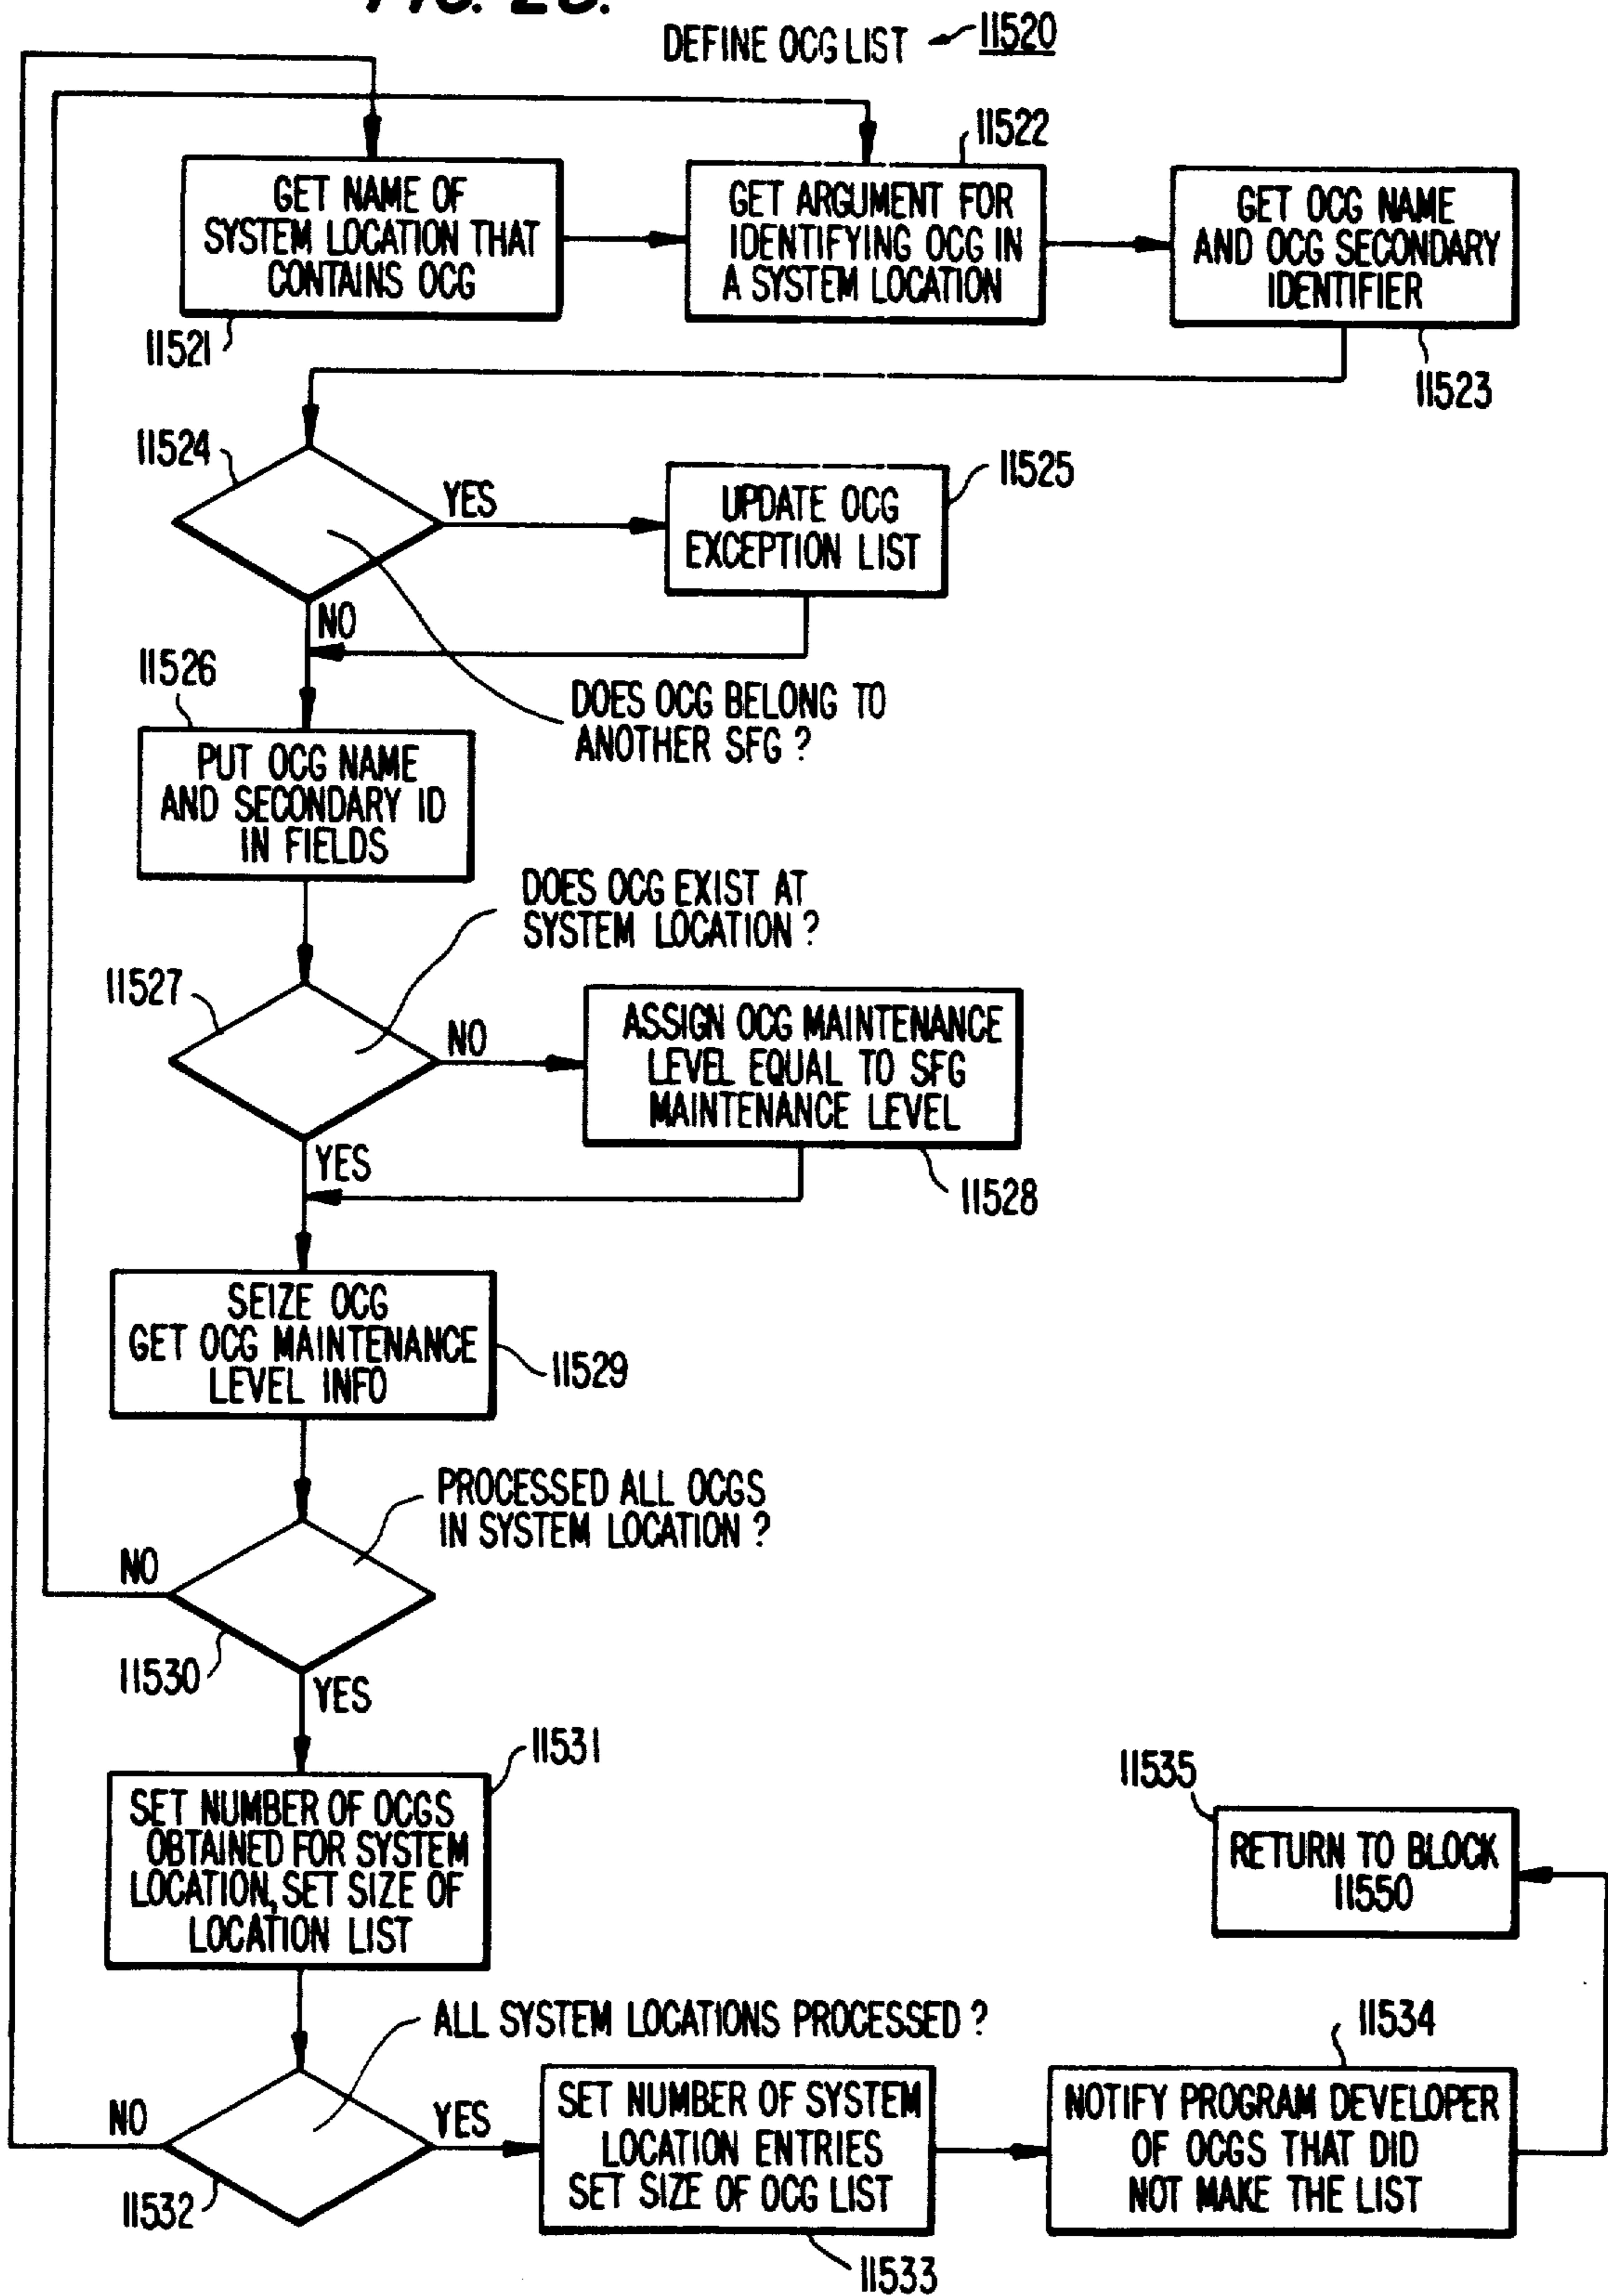 DEFINE OCG LIST
11520
GET NAME OF
SYSTEM LOCATION THAT
CONTAINS OCG
11521
11522
GET ARGUMENT FOR
IDENTIFYING OCG IN
A SYSTEM LOCATION
GET OCG NAME
AND OCG SECONDARY
IDENTIFIER
11523
11524
YES
NO
UPDATE OCG
EXCEPTION LIST
11525
DOES OCG BELONG TO
ANOTHER SFG ?
11526
PUT OCG NAME
AND SECONDARY ID
IN FIELDS
DOES OCG EXIST AT
SYSTEM LOCATION ?
11527
NO
YES
ASSIGN OCG MAINTENANCE
LEVEL EQUAL TO SFG
MAINTENANCE LEVEL
11528
SEIZE OCG
GET OCG MAINTENANCE
LEVEL INFO
11529
PROCESSED ALL OCGS
IN SYSTEM LOCATION ?
NO
11530
YES
11531
SET NUMBER OF OCGS
OBTAINED FOR SYSTEM
LOCATION, SET SIZE OF
LOCATION LIST
11535
RETURN TO BLOCK
11550
ALL SYSTEM LOCATIONS PROCESSED ?
NO
YES
11532
SET NUMBER OF SYSTEM
LOCATION ENTRIES
SET SIZE OF OCG LIST
11533
11534
NOTIFY PROGRAM DEVELOPER
OF OCGS THAT DID
NOT MAKE THE LIST